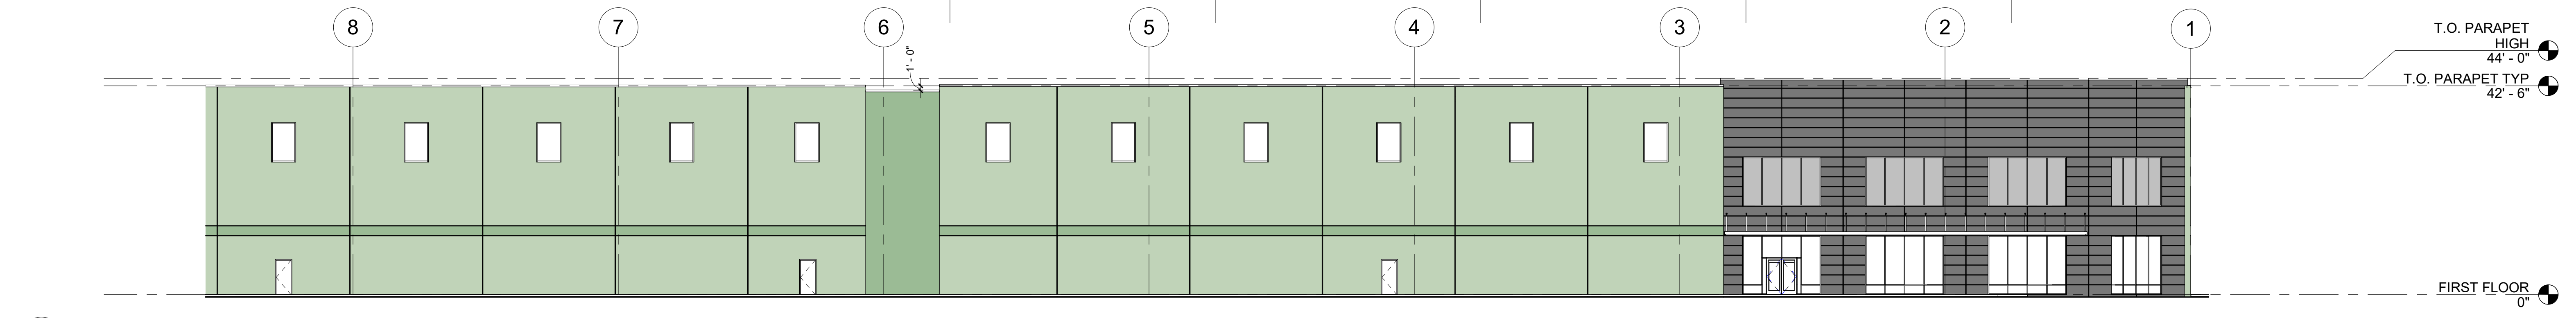 8
7
6
5
4
3
2
1
1' - 0"
T.O. PARAPET
HIGH
44' - 0"
T.O. PARAPET TYP
42' - 6"
FIRST FLOOR
0"